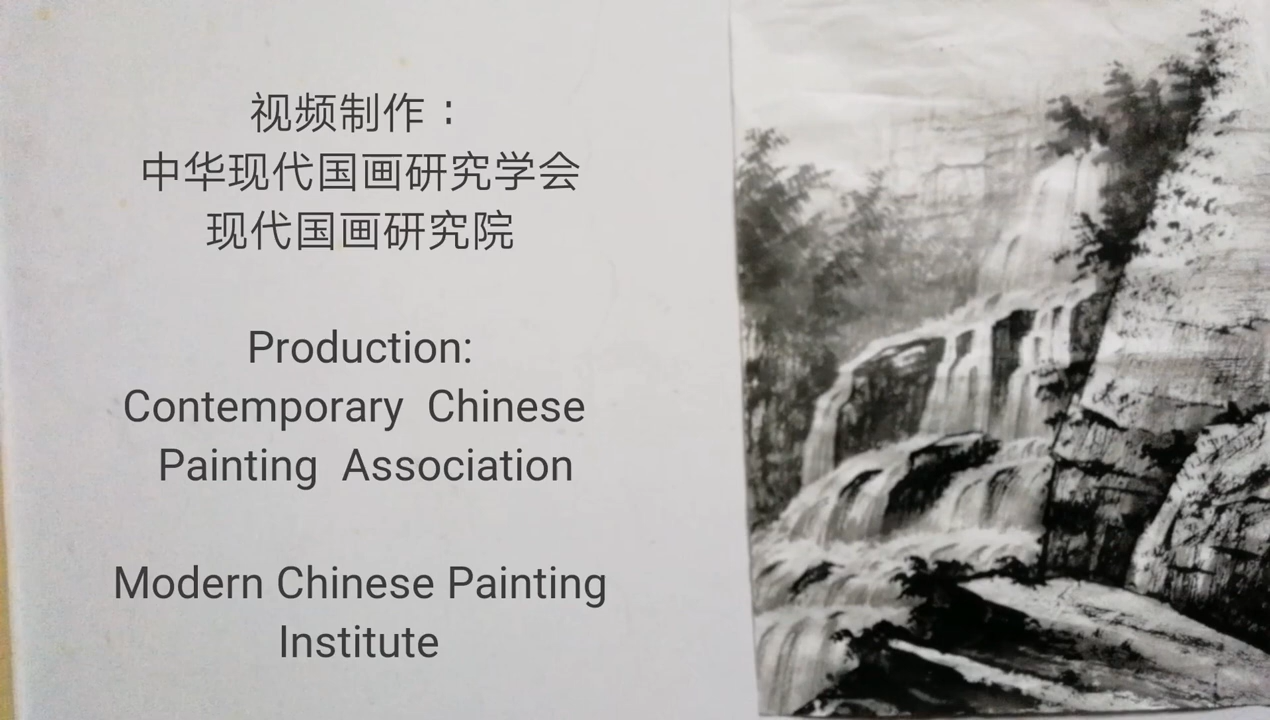 视频制作：
中华现代国画研究学会
现代国画研究院
Production:
Contemporary Chinese
Painting Association
Modern Chinese Painting
Institute